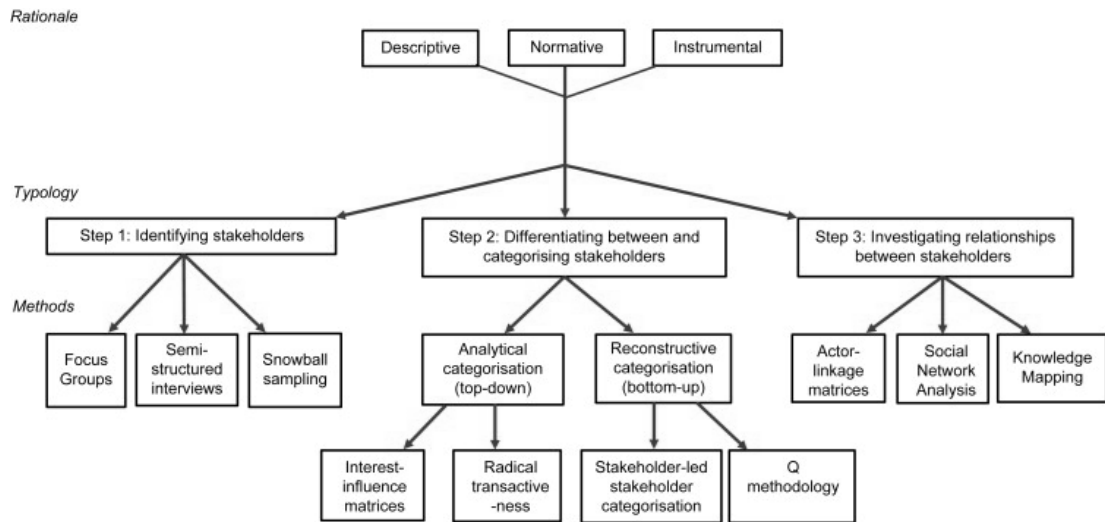 Rationale
Descriptive
Normative
Instrumental
Typology
Step 1: Identifying stakeholders
Step 2: Differentiating between and
categorising stakeholders
Step 3: Investigating relationships
between stakeholders
Methods
Focus
Groups
Semi-
structured
interviews
Snowball
sampling
Analytical
categorisation
(top-down)
Reconstructive
categorisation
(bottom-up)
Actor-
linkage
matrices
Social
Network
Analysis
Knowledge
Mapping
Interest-
influence
matrices
Radical
transactive
-ness
Stakeholder-led
stakeholder
categorisation
Q
methodology